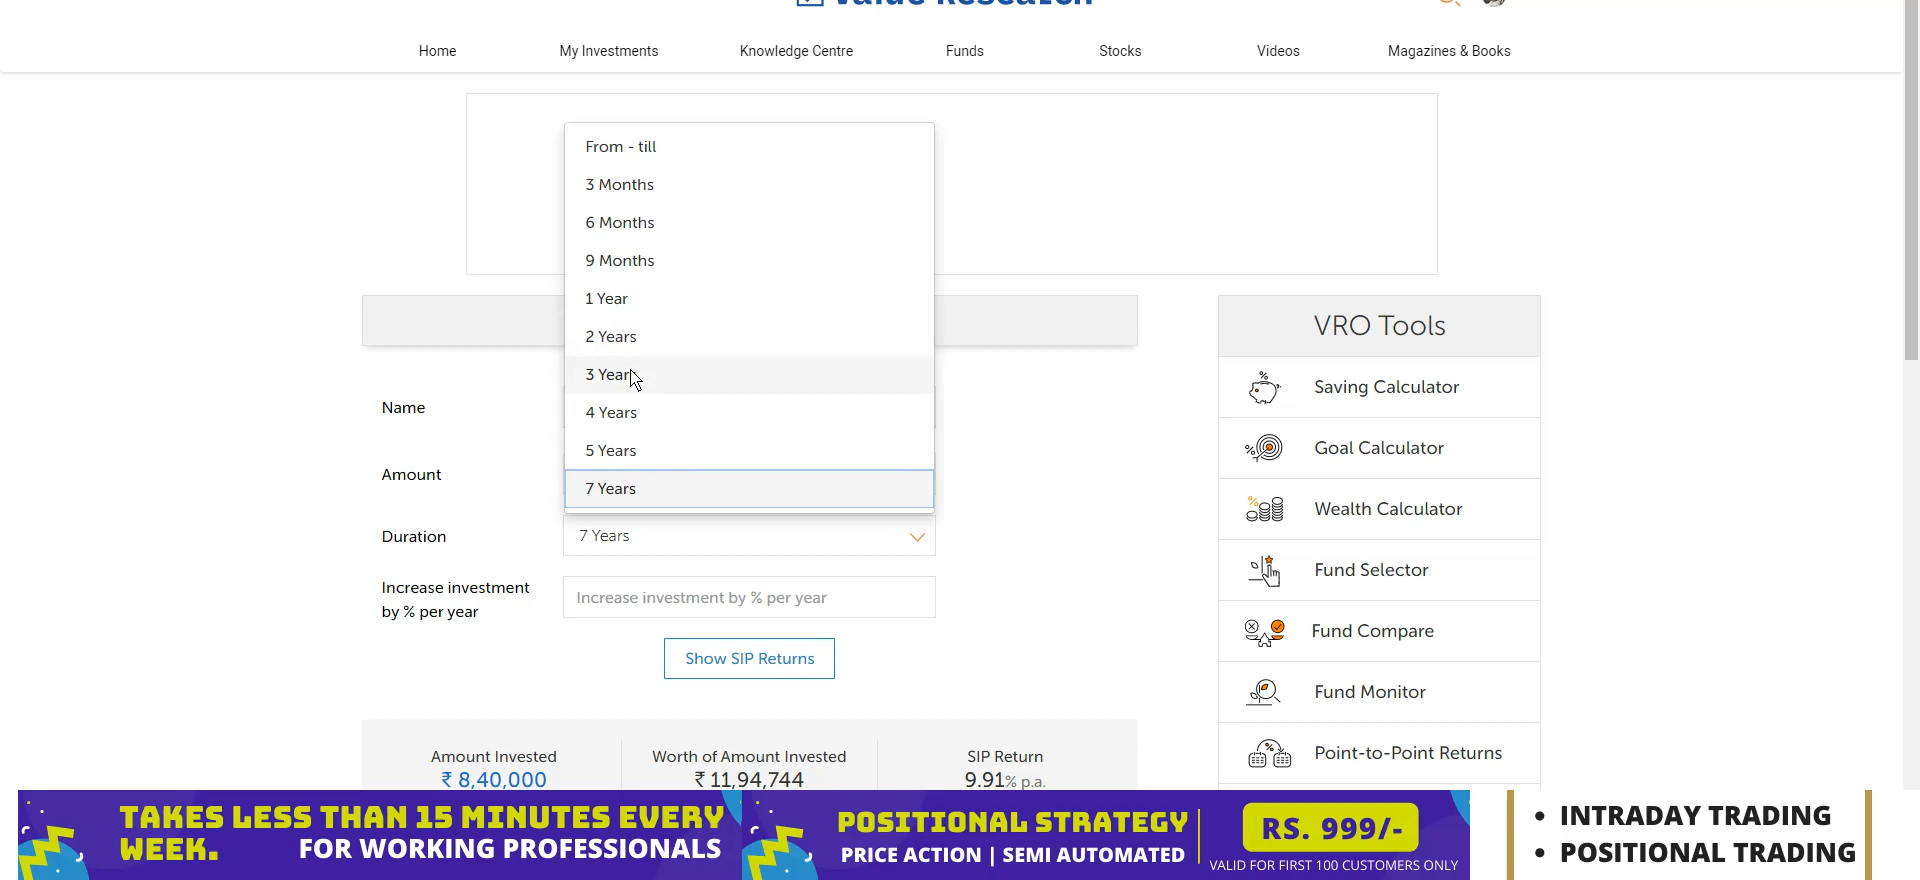 Value Research
Home My Investments Knowledge Centre Funds Stocks Videos Magazines & Books
From - till
3 Months
6 Months
9 Months
1 Year
2 Years
3 Year
4 Years
5 Years
7 Years
Name
Amount
Duration
7 Years
Increase investment
by % per year
Increase investment by % per year
Show SIP Returns
Amount Invested
₹ 8,40,000
Worth of Amount Invested
₹ 11,94,744
SIP Return
9.91% p.a.
VRO Tools
Saving Calculator
Goal Calculator
Wealth Calculator
Fund Selector
Fund Compare
Fund Monitor
Point-to-Point Returns
TAKES LESS THAN 15 MINUTES EVERY
WEEK. FOR WORKING PROFESSIONALS
POSITIONAL STRATEGY
PRICE ACTION | SEMI AUTOMATED
RS. 999/-
VALID FOR FIRST 100 CUSTOMERS ONLY
• INTRADAY TRADING
• POSITIONAL TRADING